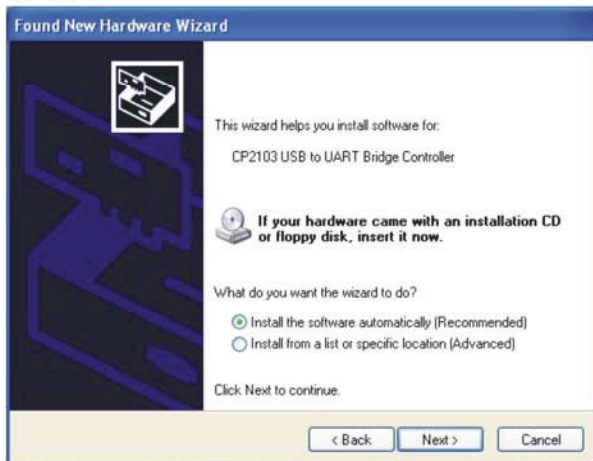 Found New Hardware Wizard
This wizard helps you install software for:
CP2103 USB to UART Bridge Controller
If your hardware came with an installation CD
or floppy disk, insert it now.
What do you want the wizard to do?
Install the software automatically (Recommended)
Install from a list or specific location (Advanced)
Click Next to continue.
< Back Next > Cancel